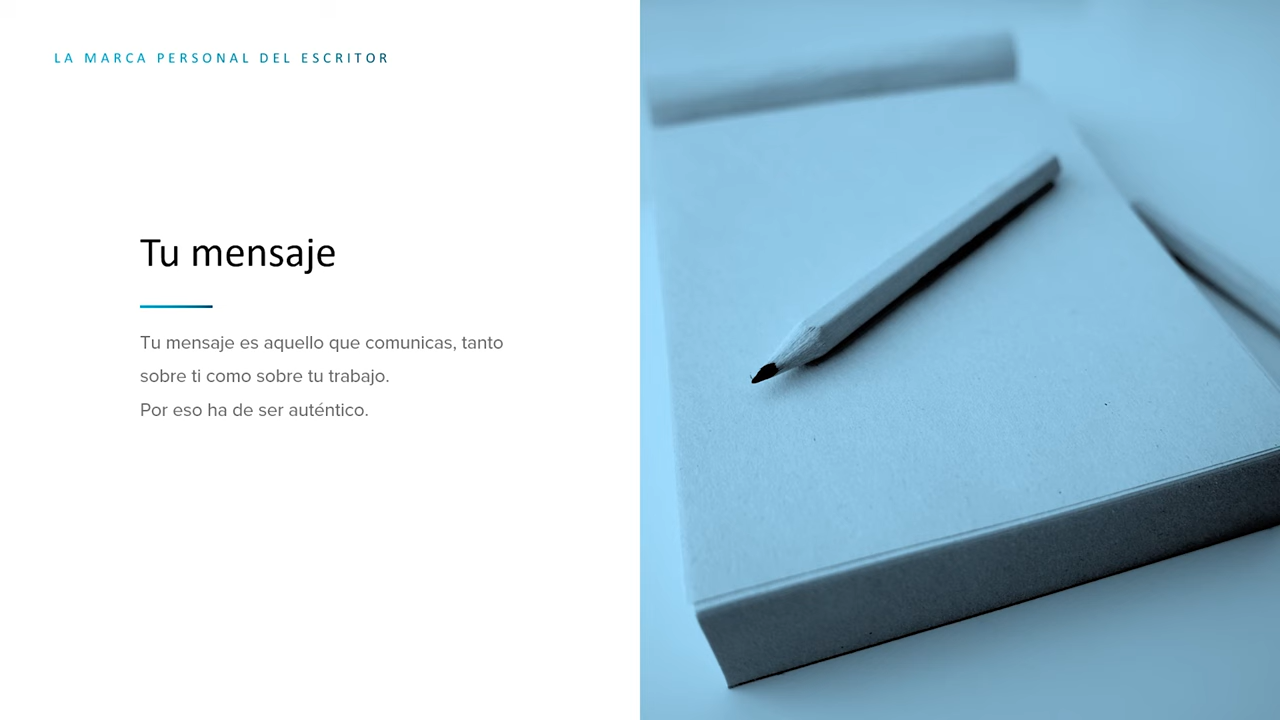 LA MARCA PERSONAL DEL ESCRITOR
Tu mensaje
Tu mensaje es aquello que comunicas, tanto
sobre ti como sobre tu trabajo.
Por eso ha de ser auténtico.